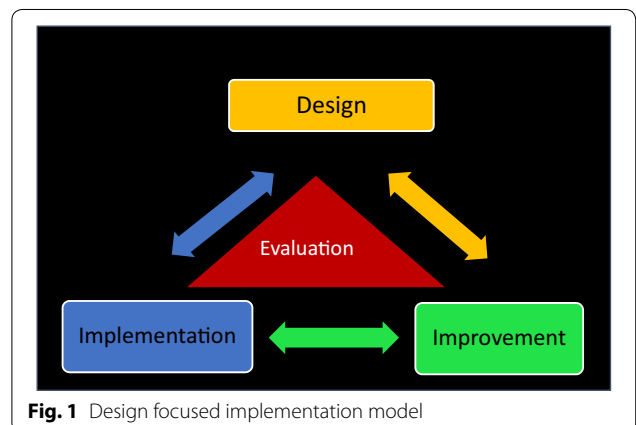 Design
Evaluation
Implementation
Improvement
Fig. 1 Design focused implementation model